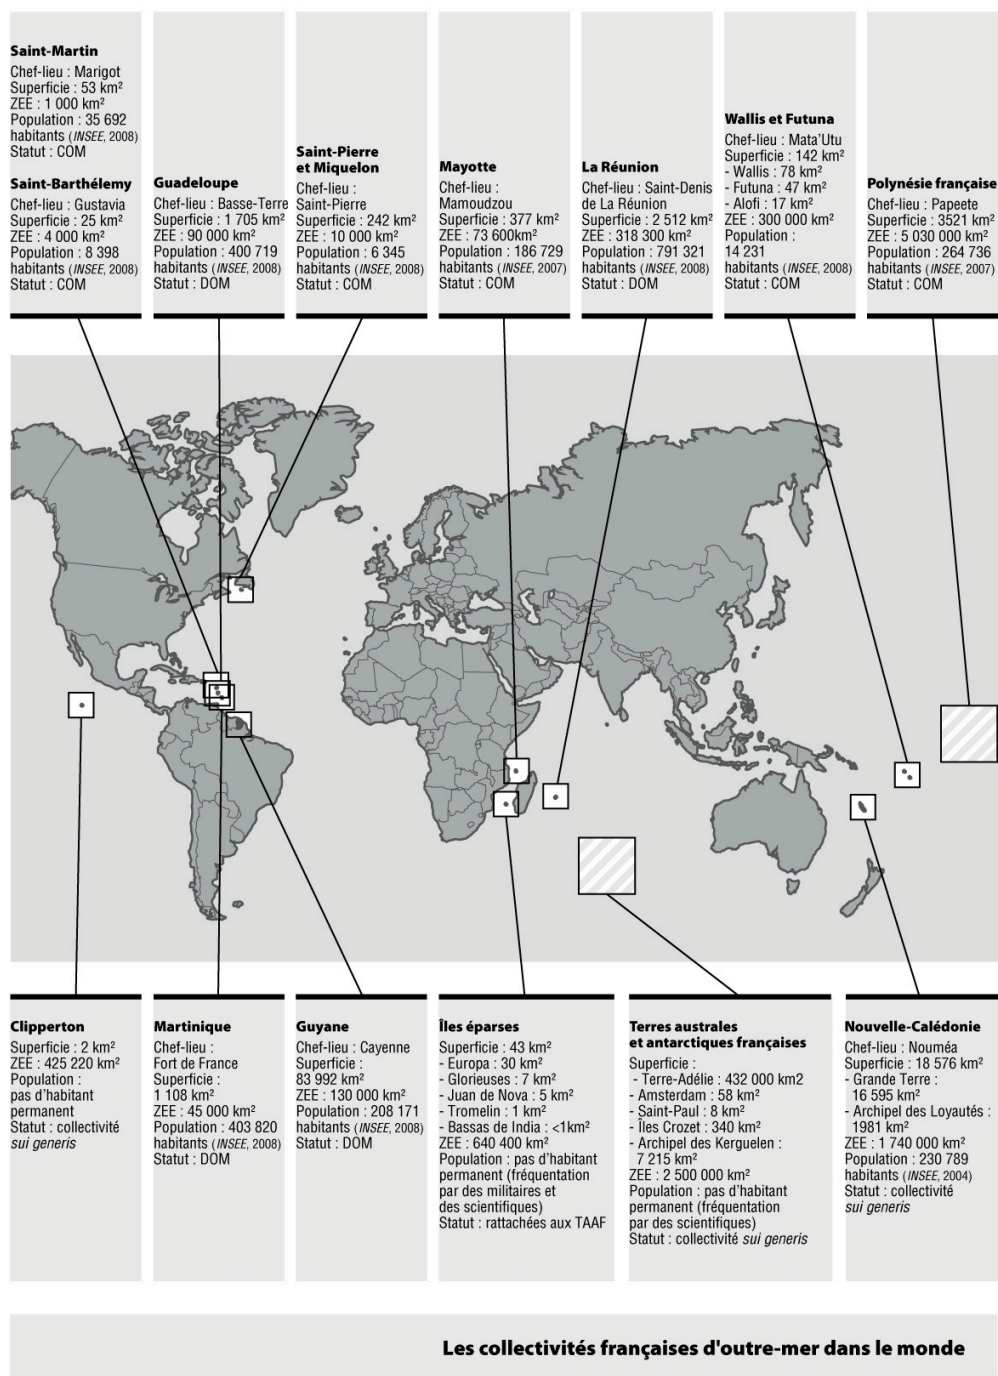 Saint-Martin
Chef-lieu : Marigot
Superficie : 53 km²
ZEE : 1 000 km²
Population : 35 692
habitants (INSEE, 2008)
Statut : COM
Saint-Barthélemy
Chef-lieu : Gustavia
Superficie : 25 km²
ZEE : 4 000 km²
Population : 8 398
habitants (INSEE, 2008)
Statut : COM
Guadeloupe
Chef-lieu : Basse-Terre
Superficie : 1 705 km²
ZEE : 90 000 km²
Population : 400 719
habitants (INSEE, 2008)
Statut : DOM
Saint-Pierre
et Miquelon
Chef-lieu :
Saint-Pierre
Superficie : 242 km²
ZEE : 10 000 km²
Population : 6 345
habitants (INSEE, 2008)
Statut : COM
Mayotte
Chef-lieu :
Mamoudzou
Superficie : 377 km²
ZEE : 73 600km²
Population : 186 729
habitants (INSEE, 2007)
Statut : COM
La Réunion
Chef-lieu : Saint-Denis
de La Réunion
Superficie : 2 512 km²
ZEE : 318 300 km²
Population : 791 321
habitants (INSEE, 2008)
Statut : DOM
Wallis et Futuna
Chef-lieu : Mata'Utu
Superficie : 142 km²
- Wallis : 78 km²
- Futuna : 47 km²
- Alofi : 17 km²
ZEE : 300 000 km²
Population :
14 231
habitants (INSEE, 2008)
Statut : COM
Polynésie française
Chef-lieu : Papeete
Superficie : 3521 km²
ZEE : 5 030 000 km²
Population : 264 736
habitants (INSEE, 2007)
Statut : COM
Clipperton
Superficie : 2 km²
ZEE : 425 220 km²
Population :
pas d'habitant
permanent
Statut : collectivité
sui generis
Martinique
Chef-lieu :
Fort de France
Superficie :
1 108 km²
ZEE : 45 000 km²
Population : 403 820
habitants (INSEE, 2008)
Statut : DOM
Guyane
Chef-lieu : Cayenne
Superficie :
83 992 km²
ZEE : 130 000 km²
Population : 208 171
habitants (INSEE, 2008)
Statut : DOM
Îles éparses
Superficie : 43 km²
- Europa : 30 km²
- Glorieuses : 7 km²
- Juan de Nova : 5 km²
- Tromelin : 1 km²
- Bassas de India : <1km²
ZEE : 640 400 km²
Population : pas d'habitant
permanent (fréquentation
par des militaires et
des scientifiques)
Statut : rattachées aux TAAF
Terres australes
et antarctiques françaises
Superficie :
- Terre-Adélie : 432 000 km2
- Amsterdam : 58 km²
- Saint-Paul : 8 km²
- Îles Crozet : 340 km²
- Archipel des Kerguelen :
7 215 km²
ZEE : 2 500 000 km²
Population : pas d'habitant
permanent (fréquentation
par des scientifiques)
Statut : collectivité sui generis
Nouvelle-Calédonie
Chef-lieu : Nouméa
Superficie : 18 576 km²
- Grande Terre :
16 595 km²
- Archipel des Loyautés :
1981 km²
ZEE : 1 740 000 km²
Population : 230 789
habitants (INSEE, 2004)
Statut : collectivité
sui generis
Les collectivités françaises d'outre-mer dans le monde